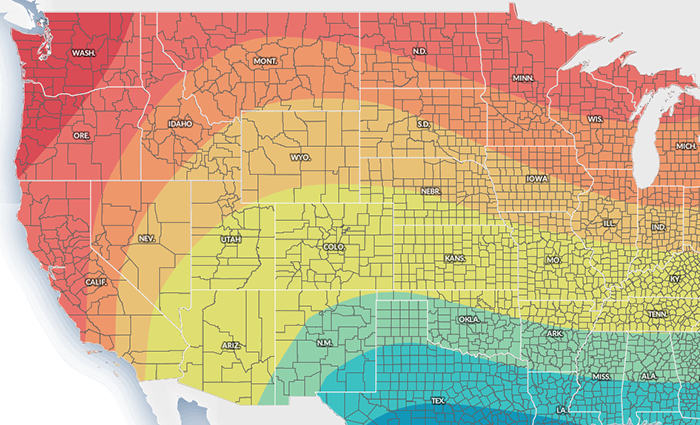 WASH.
MONT.
N.D.
MINN.
ORE.
IDAHO
S.D.
WIS.
MICH.
WYO.
IOWA
NEBR.
ILL.
IND.
NEV.
UTAH
COLO.
KANS.
MO.
KY.
CALIF.
TENN.
ARIZ.
N.M.
OKLA.
ARK.
MISS.
ALA.
TEX.
LA.